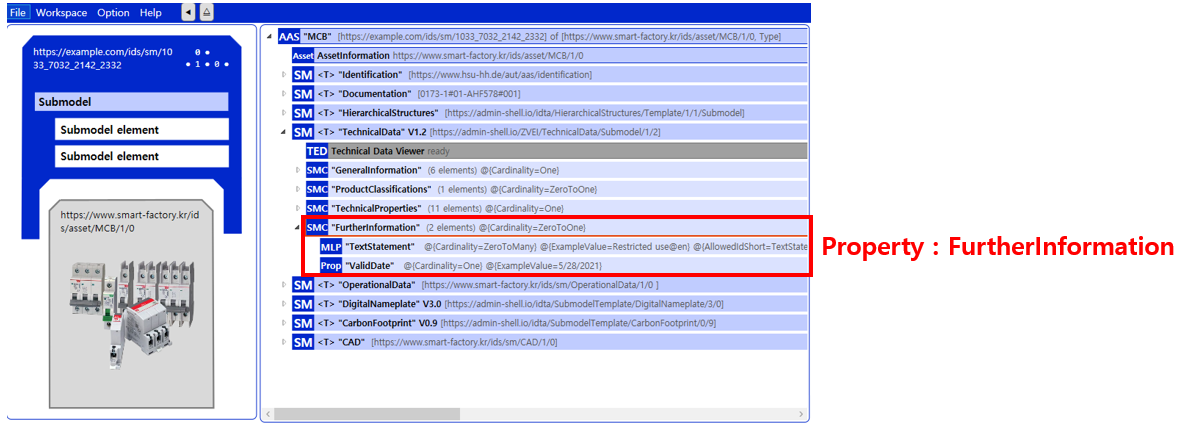 File Workspace Option Help
https://example.com/ids/sm/10
33_7032_2142_2332
0
1 0
Submodel
Submodel element
Submodel element
https://www.smart-factory.kr/id
s/asset/MCB/1/0
AAS "MCB" [https://example.com/ids/sm/1033_7032_2142_2332] of [https://www.smart-factory.kr/ids/asset/MCB/1/0, Type]
Asset AssetInformation https://www.smart-factory.kr/ids/asset/MCB/1/0
SM <T> "Identification" [https://www.hsu-hh.de/aut/aas/identification]
SM <T> "Documentation" [0173-1#01-AHF578#001]
SM <T> "HierarchicalStructures" [https://admin-shell.io/idta/HierarchicalStructures/Template/1/1/Submodel]
SM <T> "TechnicalData" V1.2 [https://admin-shell.io/ZVEI/TechnicalData/Submodel/1/2]
TED Technical Data Viewer ready
SMC "GeneralInformation" (6 elements) @{Cardinality=One}
SMC "ProductClassifications" (1 elements) @{Cardinality=ZeroToOne}
SMC "TechnicalProperties" (11 elements) @{Cardinality=One}
SMC "FurtherInformation" (2 elements) @{Cardinality=ZeroToOne}
MLP "TextStatement" @{Cardinality=ZeroToMany} @{ExampleValue=Restricted use@en} @{AllowedIdShort=TextState
Prop "ValidDate" @{Cardinality=One} @{ExampleValue=5/28/2021}
SM <T> "OperationalData" [https://www.smart-factory.kr/ids/sm/OperationalData/1/0 ]
SM <T> "DigitalNameplate" V3.0 [https://admin-shell.io/idta/SubmodelTemplate/DigitalNameplate/3/0]
SM <T> "CarbonFootprint" V0.9 [https://admin-shell.io/idta/SubmodelTemplate/CarbonFootprint/0/9]
SM <T> "CAD" [https://www.smart-factory.kr/ids/sm/CAD/1/0]
Property : FurtherInformation